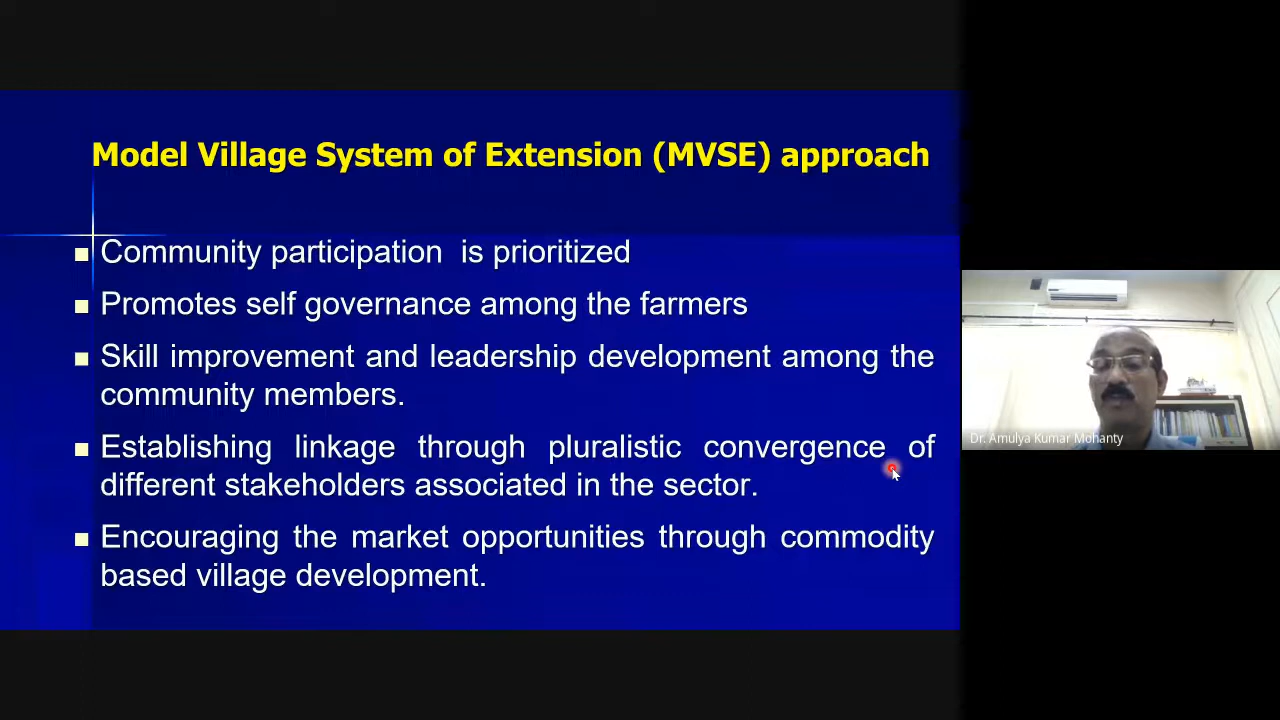 Model Village System of Extension (MVSE) approach
Community participation is prioritized
Promotes self governance among the farmers
Skill improvement and leadership development among the
community members.
Establishing linkage through pluralistic convergence of
different stakeholders associated in the sector.
Encouraging the market opportunities through commodity
based village development.
Dr. Amulya Kumar Mohanty